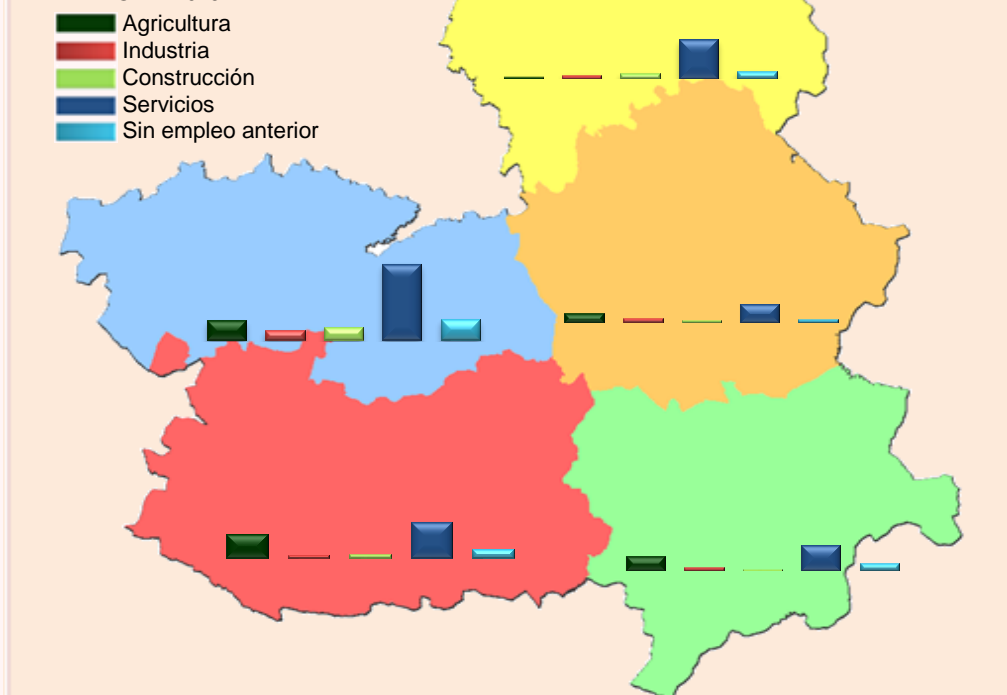 Agricultura
Industria
Construcción
Servicios
Sin empleo anterior